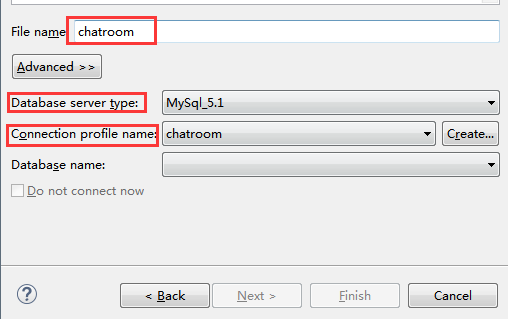 File name: chatroom
Advanced >>
Database server type: MySql_5.1
Connection profile name: chatroom Create...
Database name:
Do not connect now
? < Back Next > Finish Cancel